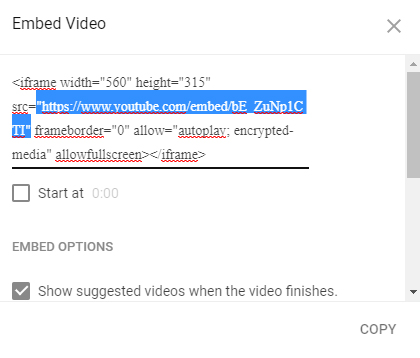 Embed Video
<iframe width="560" height="315"
src="https://www.youtube.com/embed/bE_ZuNp1C
TI" frameborder="0" allow="autoplay; encrypted-
media" allowfullscreen></iframe>
Start at 0:00
EMBED OPTIONS
Show suggested videos when the video finishes.
COPY